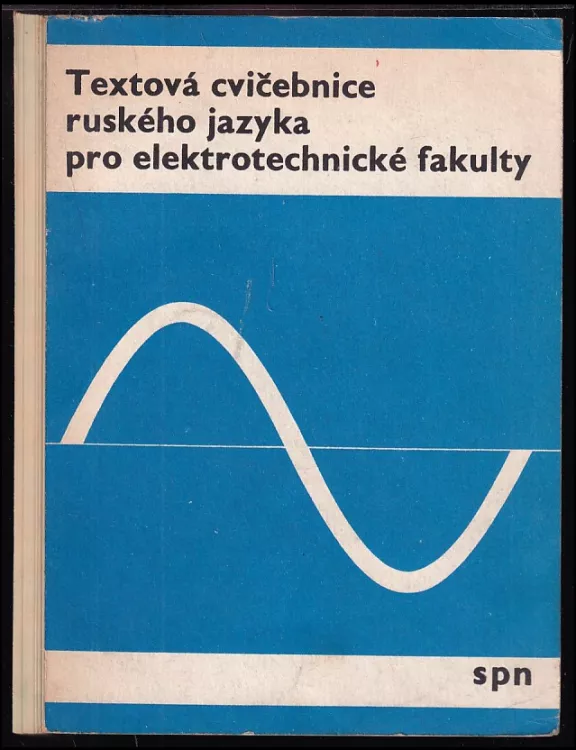 Textová cvičebnice
ruského jazyka
pro elektrotechnické fakulty
spn